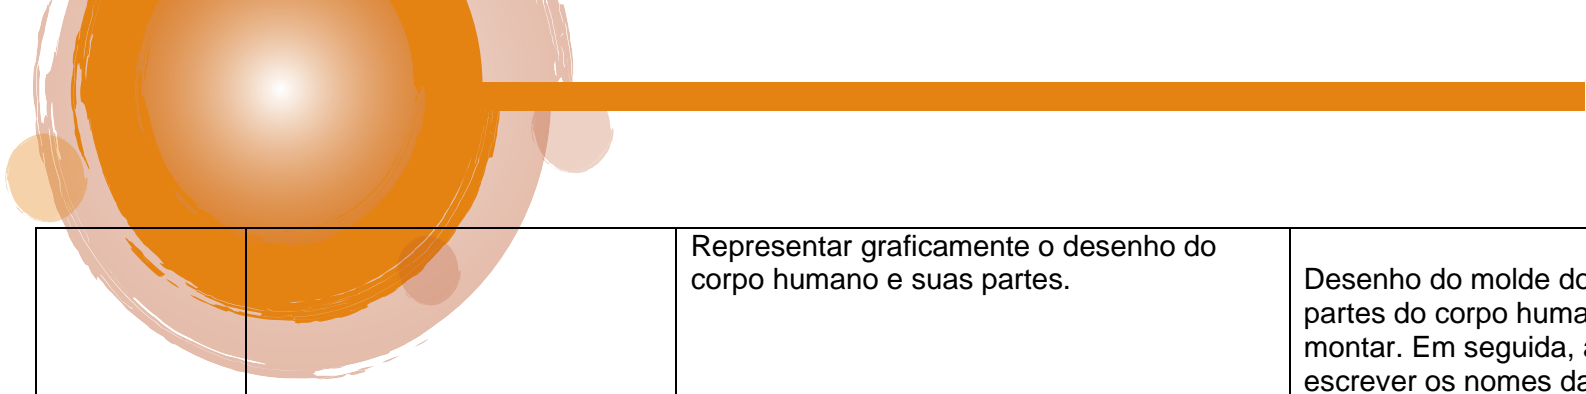 Representar graficamente o desenho do
corpo humano e suas partes.
Desenho do molde do
partes do corpo huma
montar. Em seguida, a
escrever os nomes da